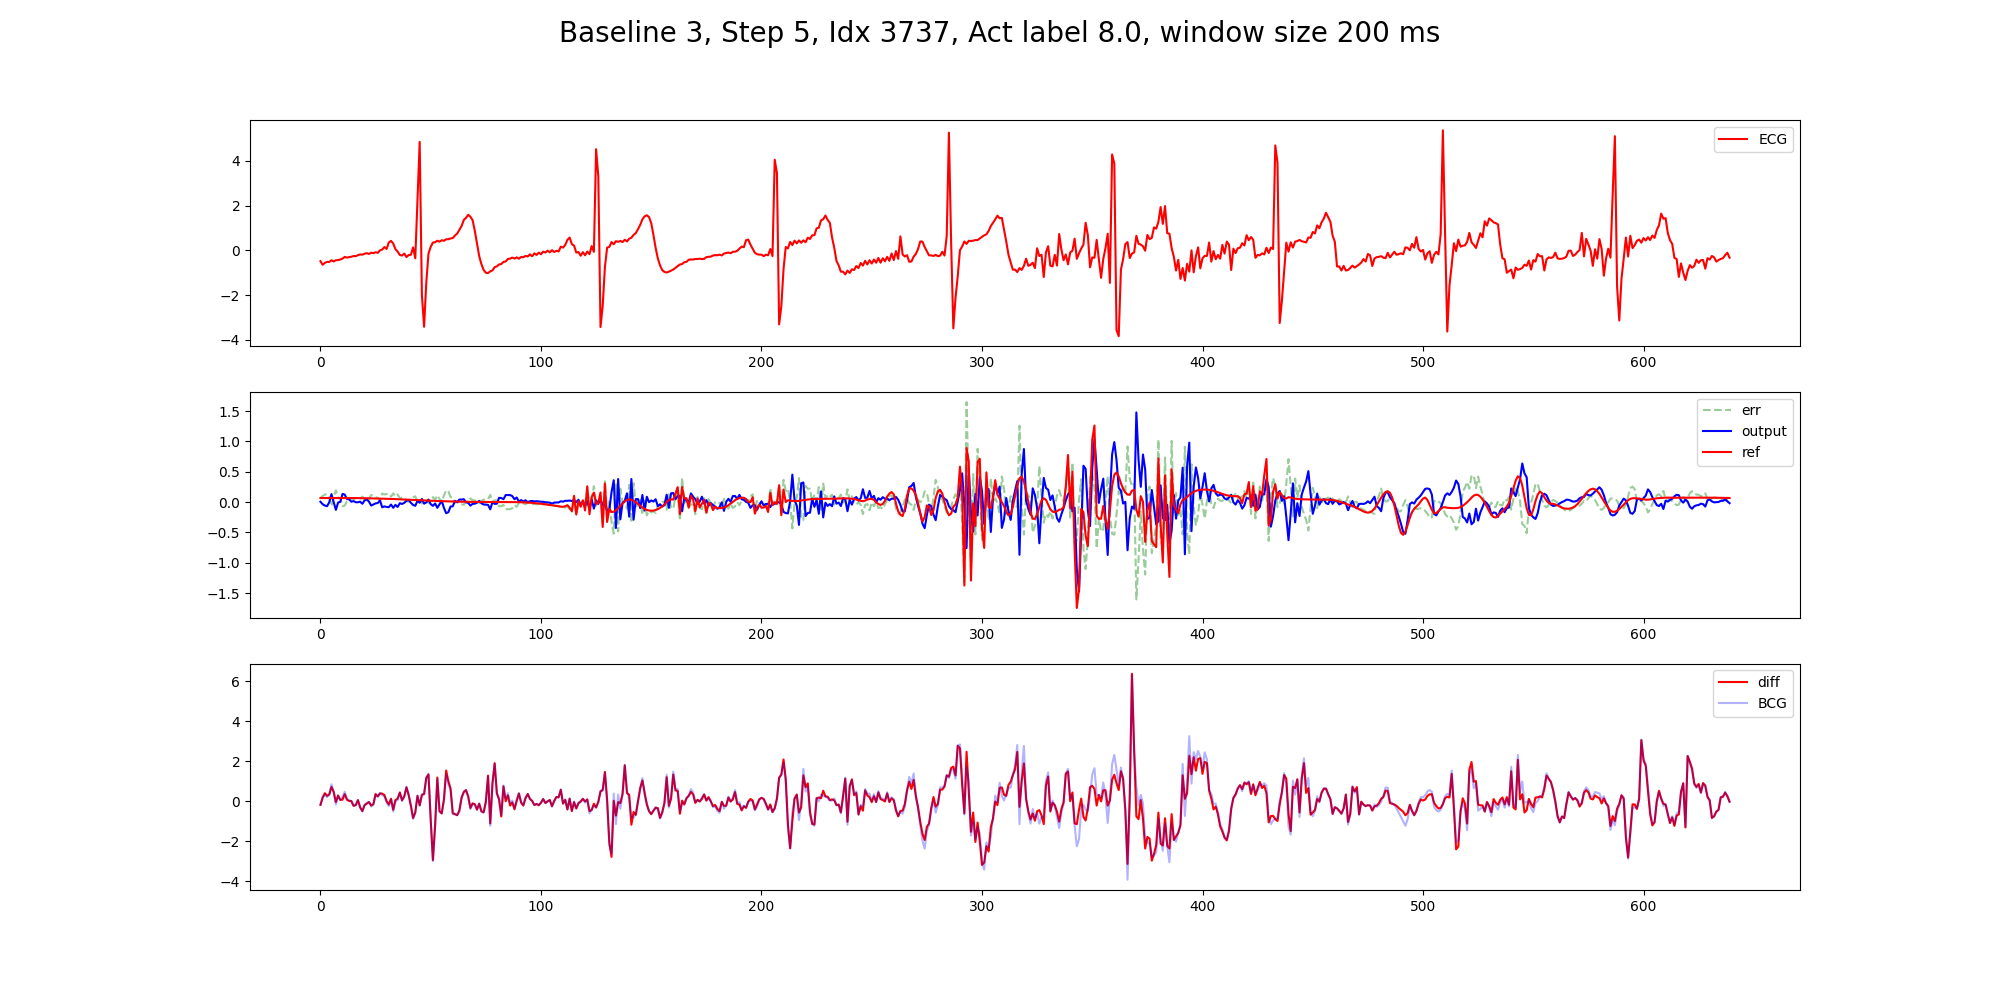 Baseline 3, Step 5, Idx 3737, Act label 8.0, window size 200 ms
ECG
4
2
0
−2
−4
0 100 200 300 400 500 600
err
output
ref
1.5
1.0
0.5
0.0
−0.5
−1.0
−1.5
0 100 200 300 400 500 600
diff
BCG
6
4
2
0
−2
−4
0 100 200 300 400 500 600